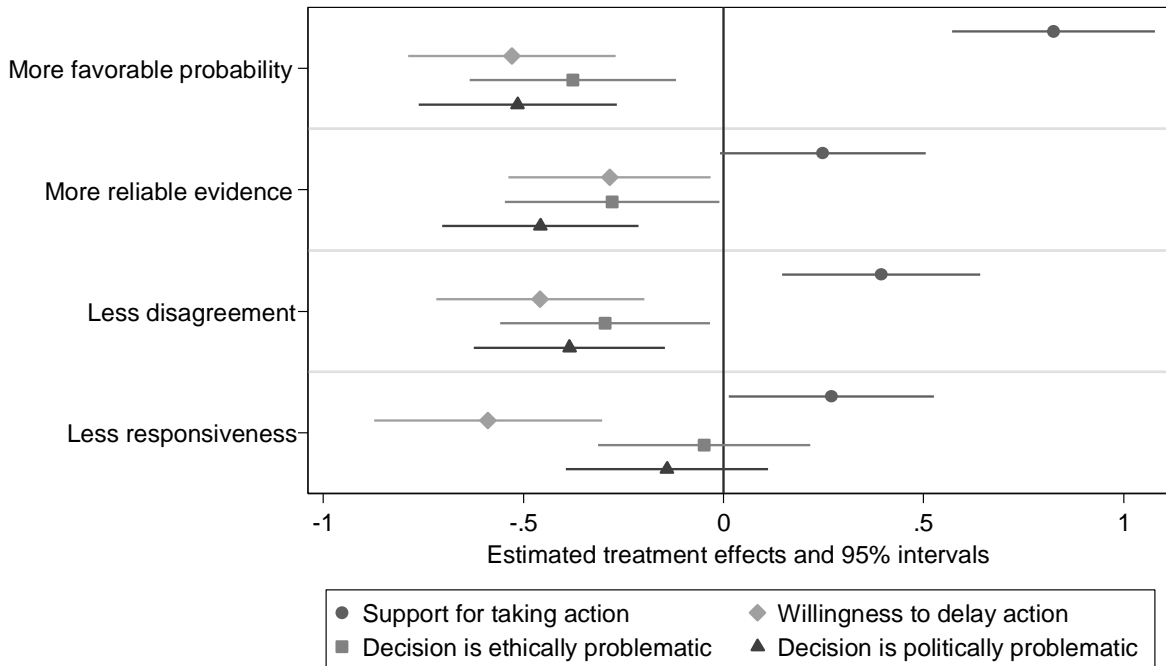 More favorable probability
More reliable evidence
Less disagreement
Less responsiveness
-1 -.5 0 .5 1
Estimated treatment effects and 95% intervals
Support for taking action Willingness to delay action
Decision is ethically problematic Decision is politically problematic